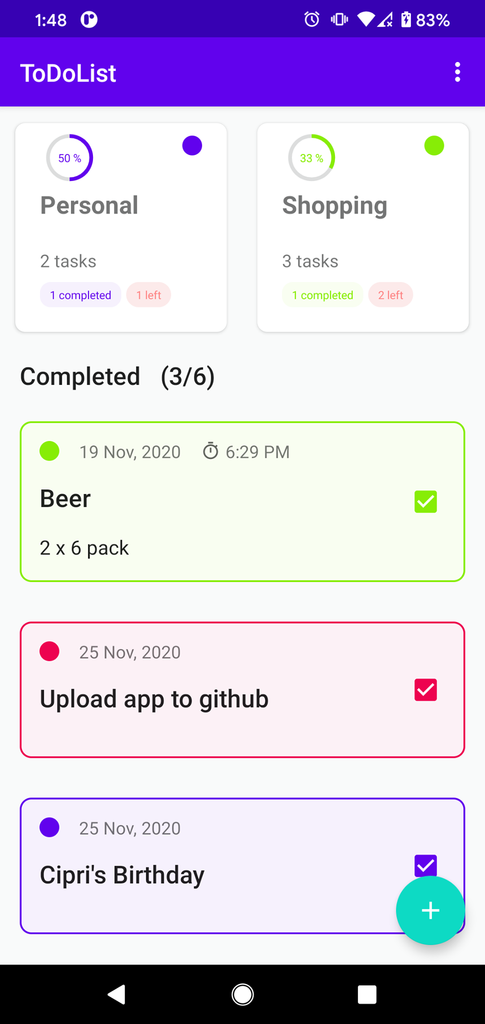 1:48 83%
ToDoList
50 %
Personal
2 tasks
1 completed 1 left
33 %
Shopping
3 tasks
1 completed 2 left
Completed (3/6)
19 Nov, 2020 6:29 PM
Beer
2 x 6 pack
25 Nov, 2020
Upload app to github
25 Nov, 2020
Cipri's Birthday
+